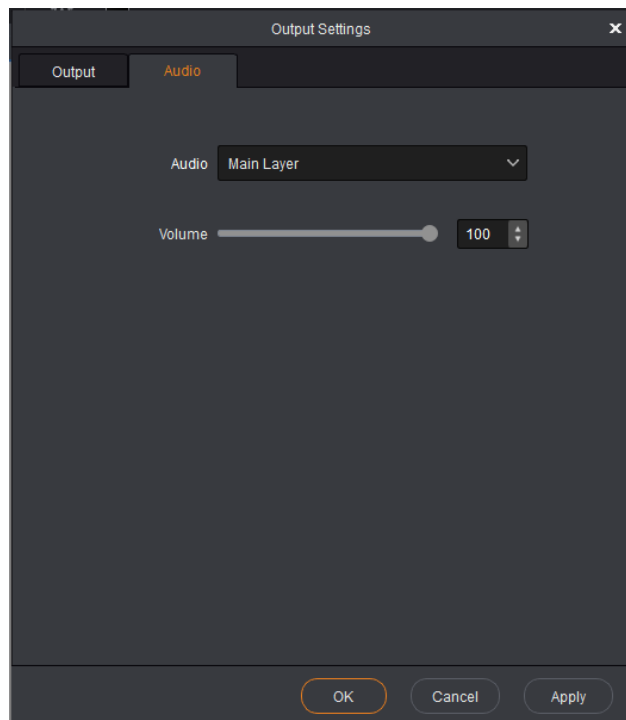 Output Settings
Output Audio
Audio Main Layer
Volume 100
OK Cancel Apply